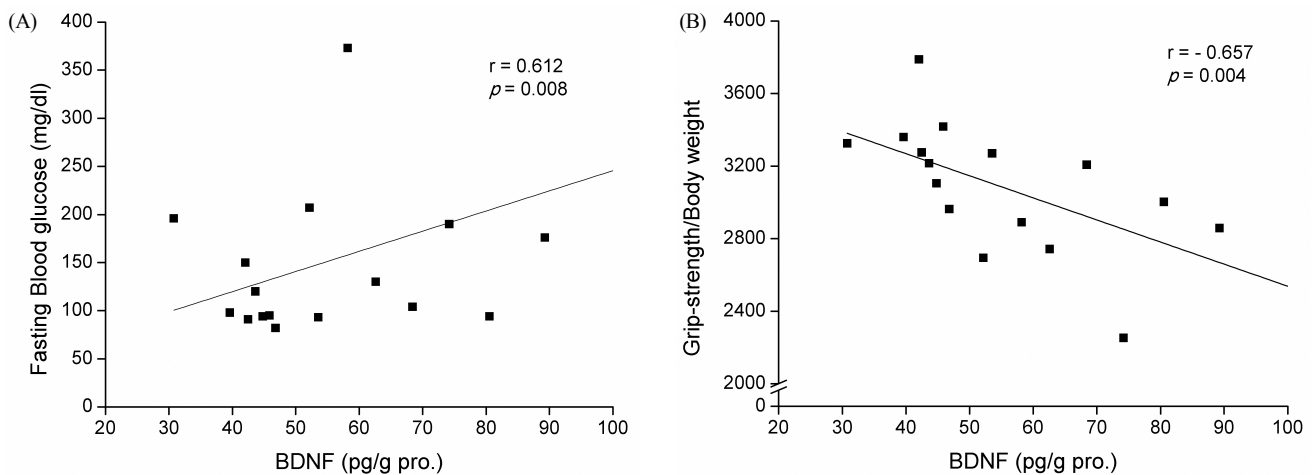 (A)
400
350
300
250
200
150
100
50
0
Fasting Blood glucose (mg/dl)
r = 0.612
p = 0.008
20 30 40 50 60 70 80 90 100
BDNF (pg/g pro.)
(B)
4000
3600
3200
2800
2400
2000
0
Grip-strength/Body weight
r = - 0.657
p = 0.004
20 30 40 50 60 70 80 90 100
BDNF (pg/g pro.)